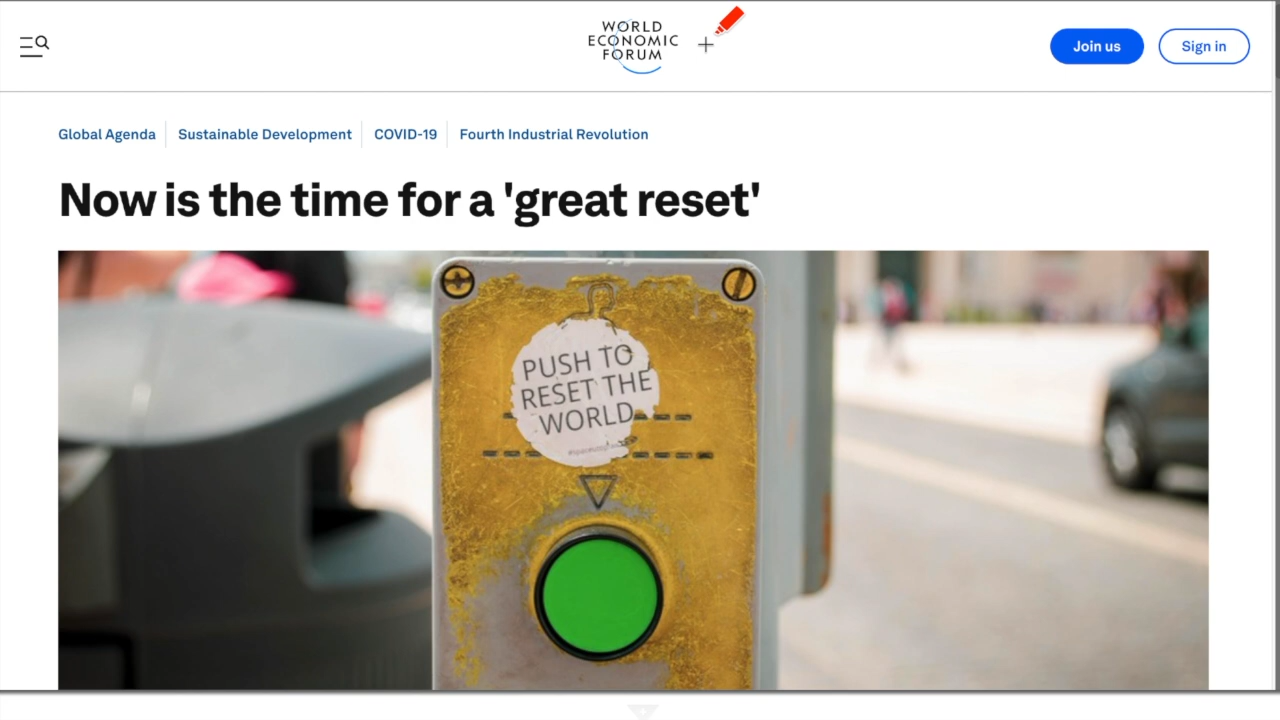 WORLD
ECONOMIC
FORUM
Join us
Sign in
Global Agenda
Sustainable Development
COVID-19
Fourth Industrial Revolution
Now is the time for a 'great reset'
PUSH TO
RESET THE
WORLD